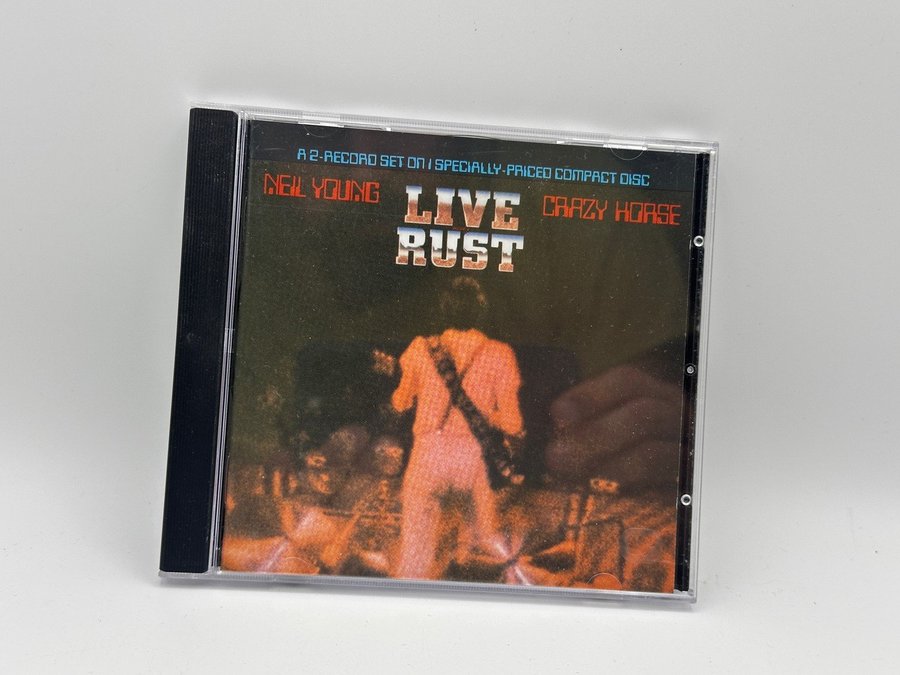 A 2-RECORD SET ON 1 SPECIALLY-PRICED COMPACT DISC
NEIL YOUNG
LIVE
RUST
CRAZY HORSE